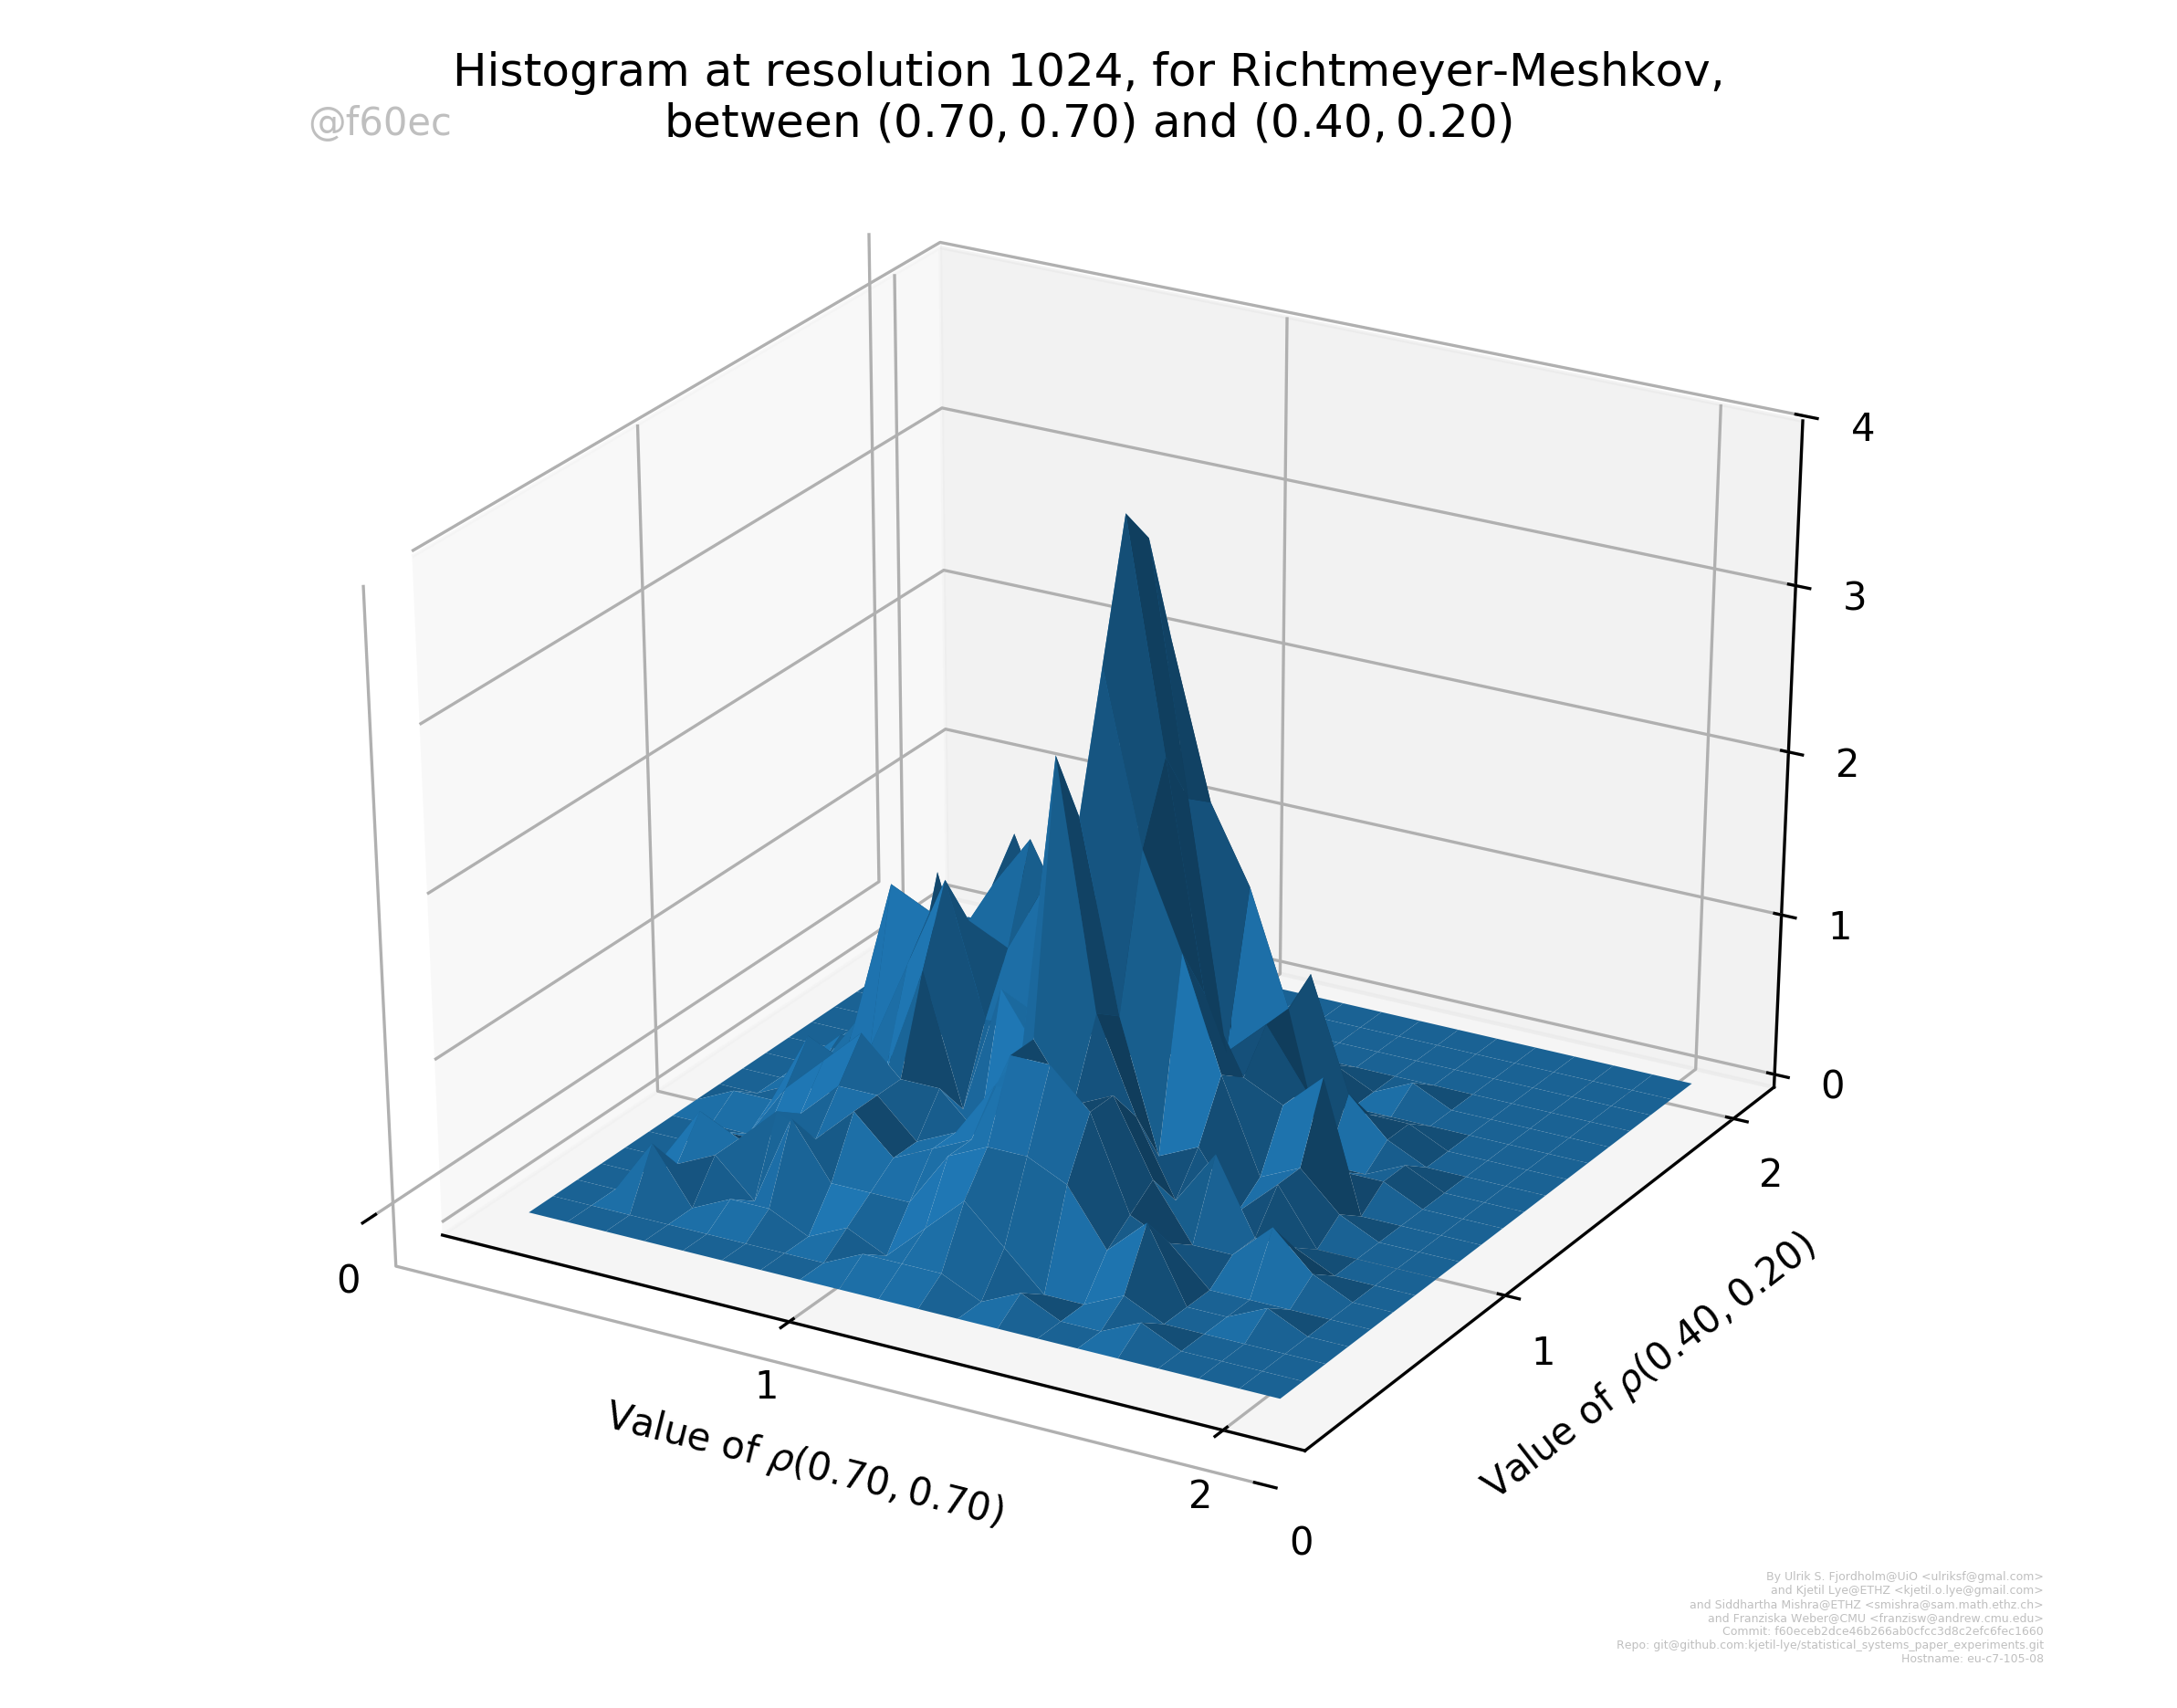 Histogram at resolution 1024, for Richtmeyer-Meshkov,
between (0.70, 0.70) and (0.40, 0.20)
@f60ec
4
3
2
1
0
2
1
0
0
1
2
Value of ρ(0.70, 0.70)
Value of ρ(0.40, 0.20)
By Ulrik S. Fjordholm@UiO <ulriksf@gmal.com>
and Kjetil Lye@ETHZ <kjetil.o.lye@gmail.com>
and Siddhartha Mishra@ETHZ <smishra@sam.math.ethz.ch>
and Franziska Weber@CMU <franzisw@andrew.cmu.edu>
Commit: f60eceb2dce46b266ab0cfcc3d8c2efc6fec1660
Repo: git@github.com:kjetil-lye/statistical_systems_paper_experiments.git
Hostname: eu-c7-105-08